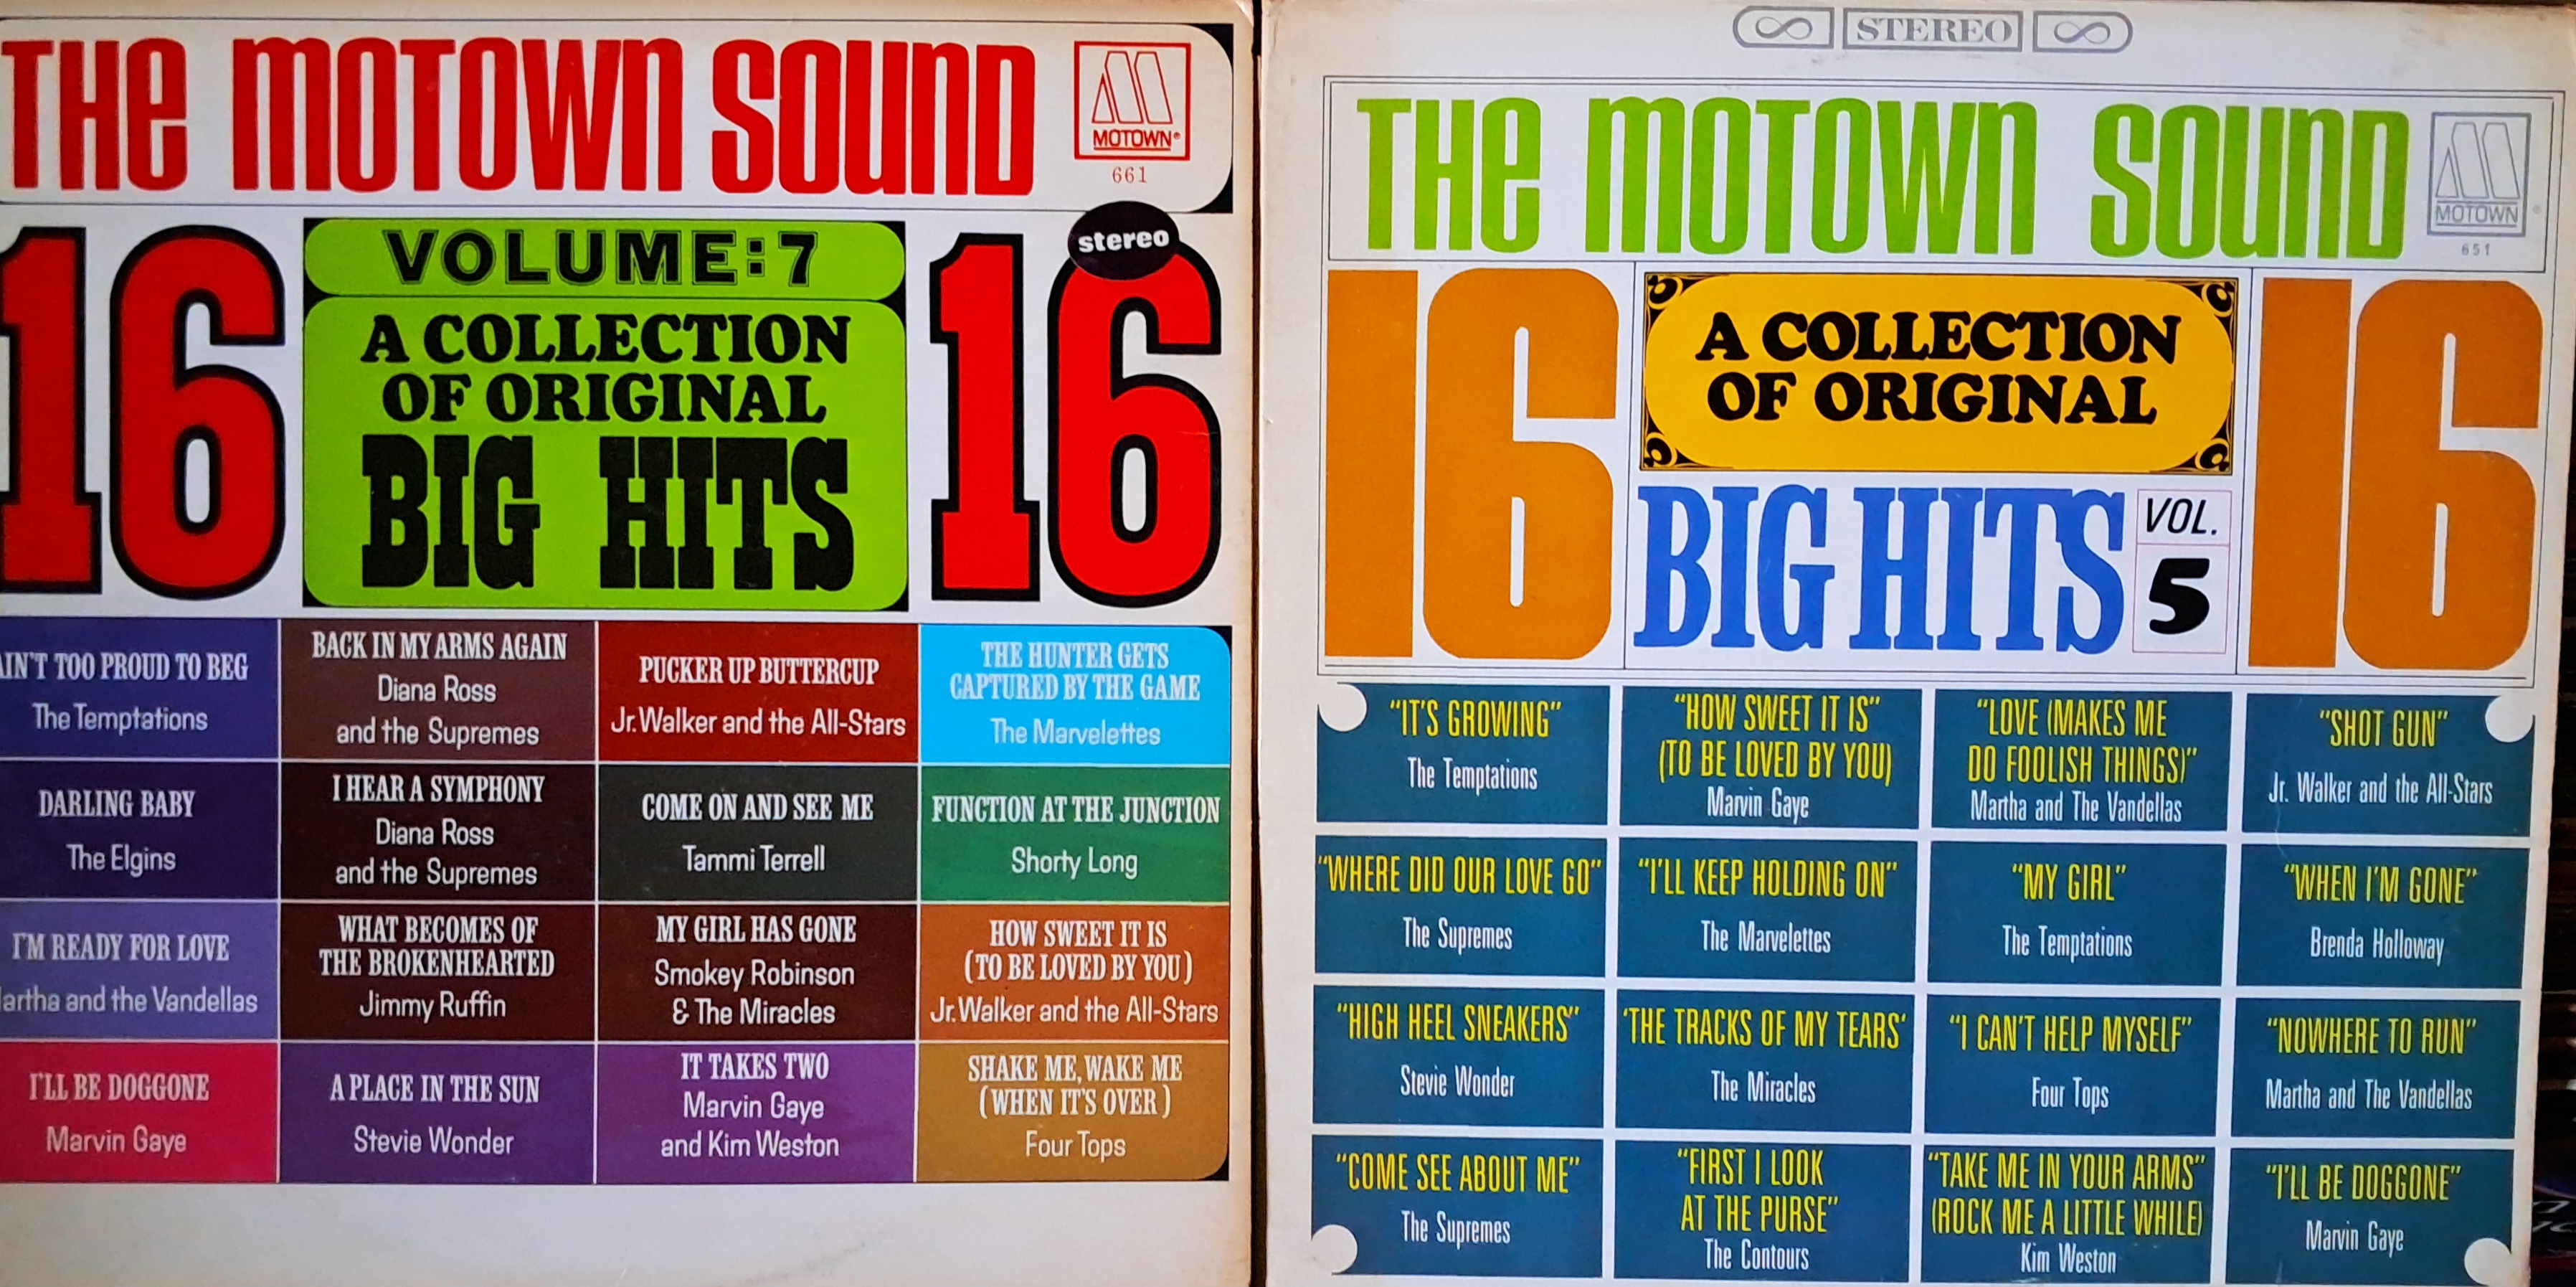 THE MOTOWN SOUND
MOTOWN®
661
16
VOLUME:7
A COLLECTION
OF ORIGINAL
BIG HITS
stereo
16
AIN'T TOO PROUD TO BEG
The Temptations
BACK IN MY ARMS AGAIN
Diana Ross
and the Supremes
PUCKER UP BUTTERCUP
Jr. Walker and the All-Stars
THE HUNTER GETS
CAPTURED BY THE GAME
The Marvelettes
DARLING BABY
The Elgins
I HEAR A SYMPHONY
Diana Ross
and the Supremes
COME ON AND SEE ME
Tammi Terrell
FUNCTION AT THE JUNCTION
Shorty Long
I'M READY FOR LOVE
Martha and the Vandellas
WHAT BECOMES OF
THE BROKENHEARTED
Jimmy Ruffin
MY GIRL HAS GONE
Smokey Robinson
& The Miracles
HOW SWEET IT IS
(TO BE LOVED BY YOU)
Jr. Walker and the All-Stars
I'LL BE DOGGONE
Marvin Gaye
A PLACE IN THE SUN
Stevie Wonder
IT TAKES TWO
Marvin Gaye
and Kim Weston
SHAKE ME, WAKE ME
(WHEN IT'S OVER)
Four Tops
STEREO
THE MOTOWN SOUND
MOTOWN®
651
16
A COLLECTION
OF ORIGINAL
BIG HITS
VOL.
5
16
"IT'S GROWING"
The Temptations
"HOW SWEET IT IS"
(TO BE LOVED BY YOU)
Marvin Gaye
"LOVE (MAKES ME
DO FOOLISH THINGS)"
Martha and The Vandellas
"SHOT GUN"
Jr. Walker and the All-Stars
"WHERE DID OUR LOVE GO"
The Supremes
"I'LL KEEP HOLDING ON"
The Marvelettes
"MY GIRL"
The Temptations
"WHEN I'M GONE"
Brenda Holloway
"HIGH HEEL SNEAKERS"
Stevie Wonder
'THE TRACKS OF MY TEARS'
The Miracles
"I CAN'T HELP MYSELF"
Four Tops
"NOWHERE TO RUN"
Martha and The Vandellas
"COME SEE ABOUT ME"
The Supremes
"FIRST I LOOK
AT THE PURSE"
The Contours
"TAKE ME IN YOUR ARMS"
(ROCK ME A LITTLE WHILE)
Kim Weston
"I'LL BE DOGGONE"
Marvin Gaye